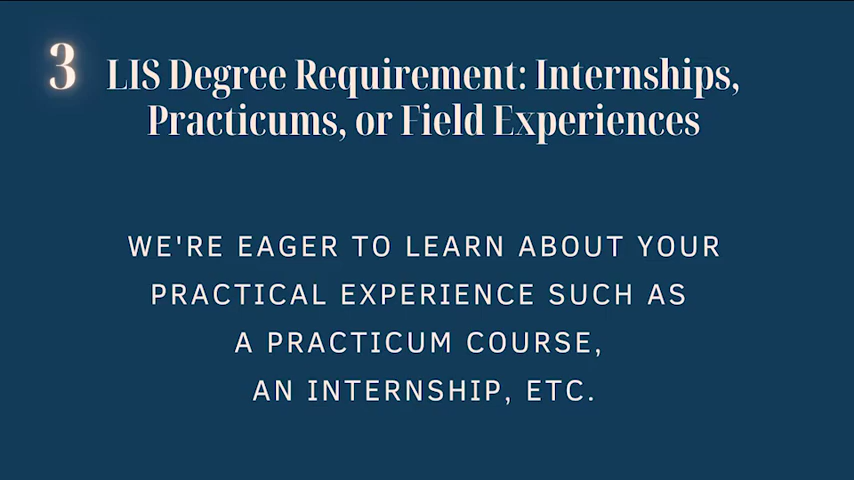 3 LIS Degree Requirement: Internships,
Practicums, or Field Experiences
WE'RE EAGER TO LEARN ABOUT YOUR
PRACTICAL EXPERIENCE SUCH AS
A PRACTICUM COURSE,
AN INTERNSHIP, ETC.